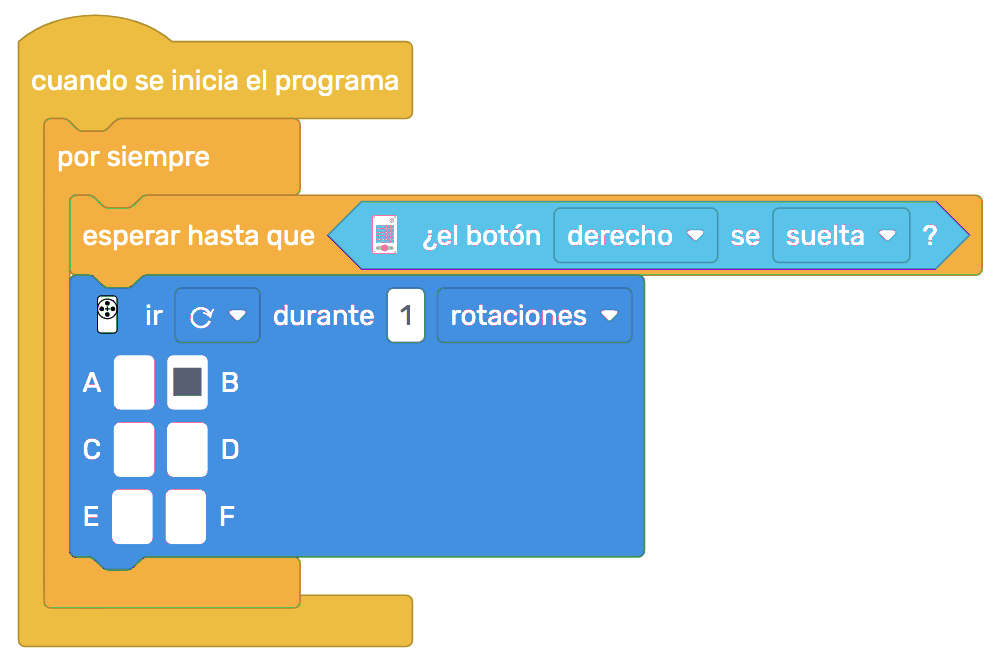 cuando se inicia el programa
por siempre
esperar hasta que ¿el botón derecho se suelta ?
ir durante 1 rotaciones
A B
C D
E F